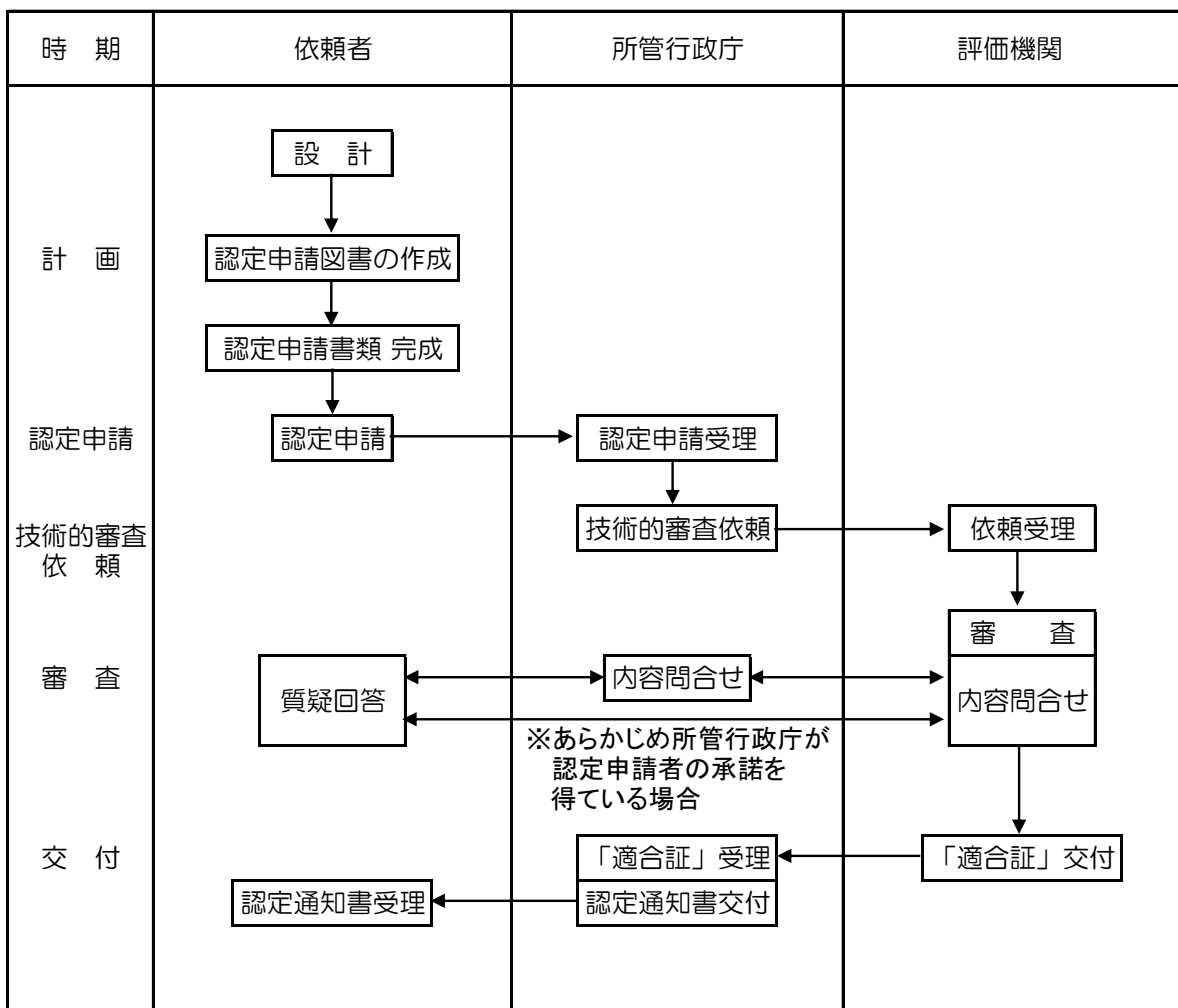 時　期
依頼者
所管行政庁
評価機関
設　計
計　画
認定申請図書の作成
認定申請書類 完成
認定申請
認定申請
認定申請受理
技術的審査
依　頼
技術的審査依頼
依頼受理
審　査
質疑回答
内容問合せ
審　　査
内容問合せ
※あらかじめ所管行政庁が
認定申請者の承諾を
得ている場合
交　付
「適合証」受理
「適合証」交付
認定通知書受理
認定通知書交付